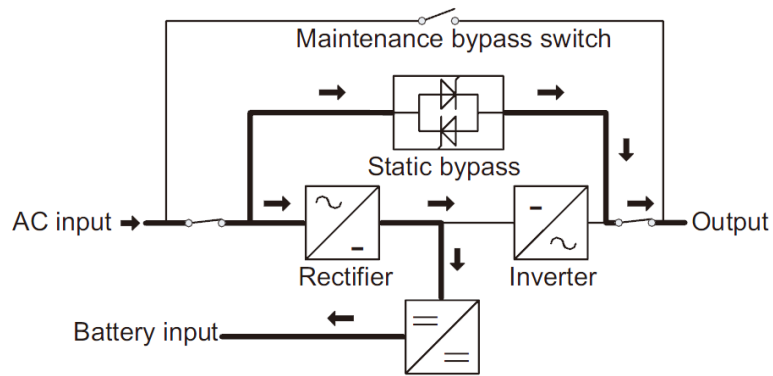 Maintenance bypass switch
Static bypass
AC input
Output
Rectifier
Inverter
Battery input